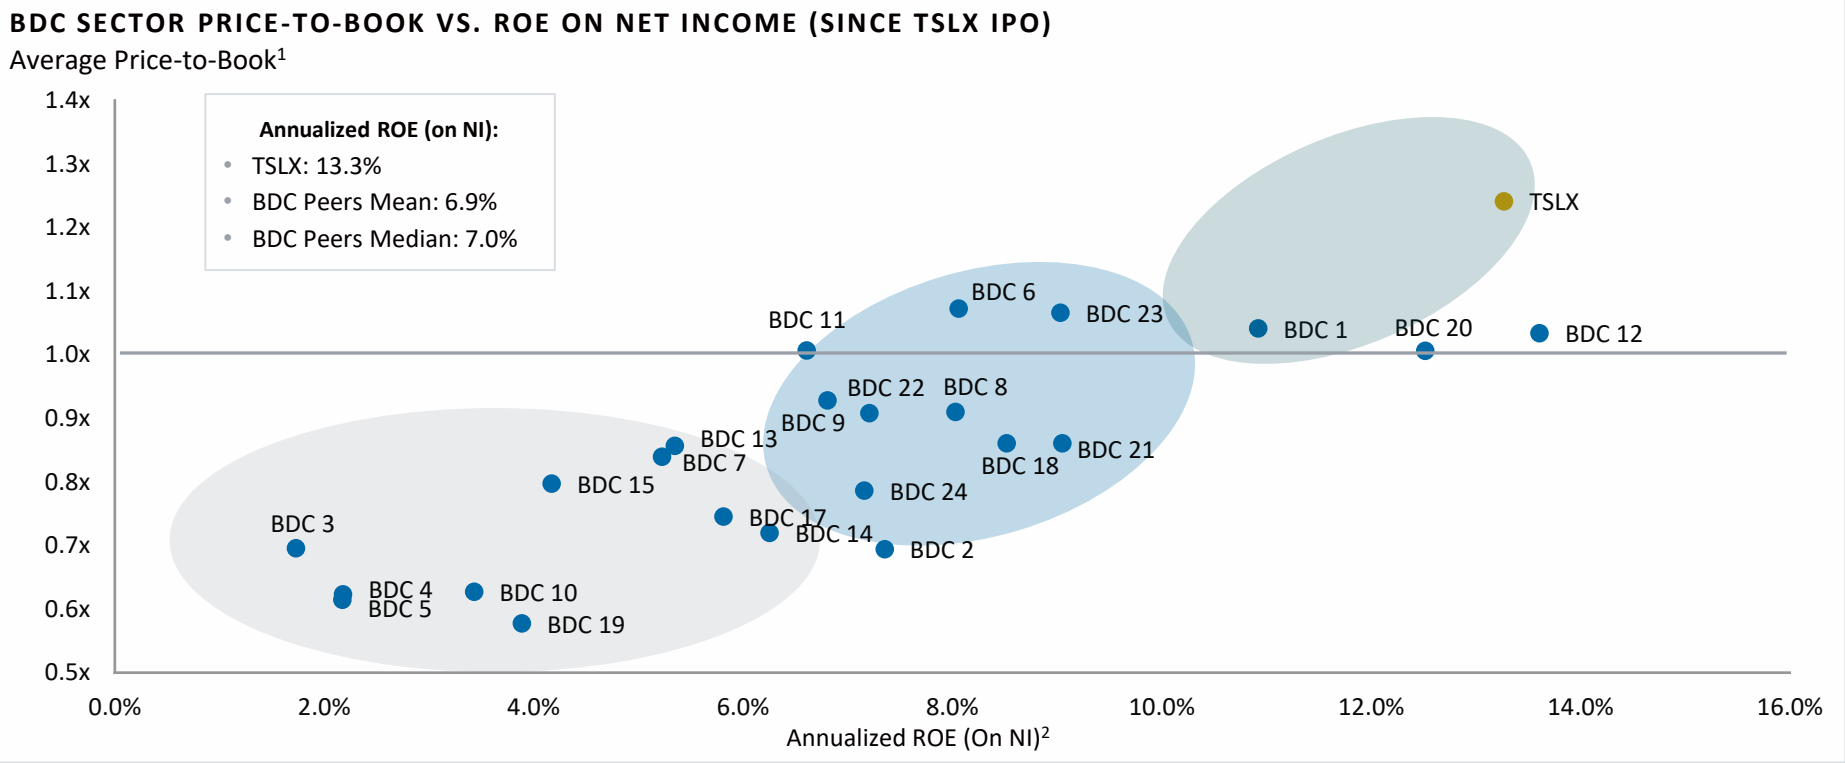 BDC SECTOR PRICE-TO-BOOK VS. ROE ON NET INCOME (SINCE TSLX IPO)
Average Price-to-Book¹
1.4x
1.3x
1.2x
1.1x
1.0x
0.9x
0.8x
0.7x
0.6x
0.5x
Annualized ROE (on NI):
• TSLX: 13.3%
• BDC Peers Mean: 6.9%
• BDC Peers Median: 7.0%
TSLX
BDC 6
BDC 23
BDC 11
BDC 1
BDC 20
BDC 12
BDC 22
BDC 8
BDC 9
BDC 13
BDC 7
BDC 21
BDC 18
BDC 15
BDC 24
BDC 17
BDC 3
BDC 14
BDC 2
BDC 4
BDC 10
BDC 5
BDC 19
0.0%
2.0%
4.0%
6.0%
8.0%
10.0%
12.0%
14.0%
16.0%
Annualized ROE (On NI)²